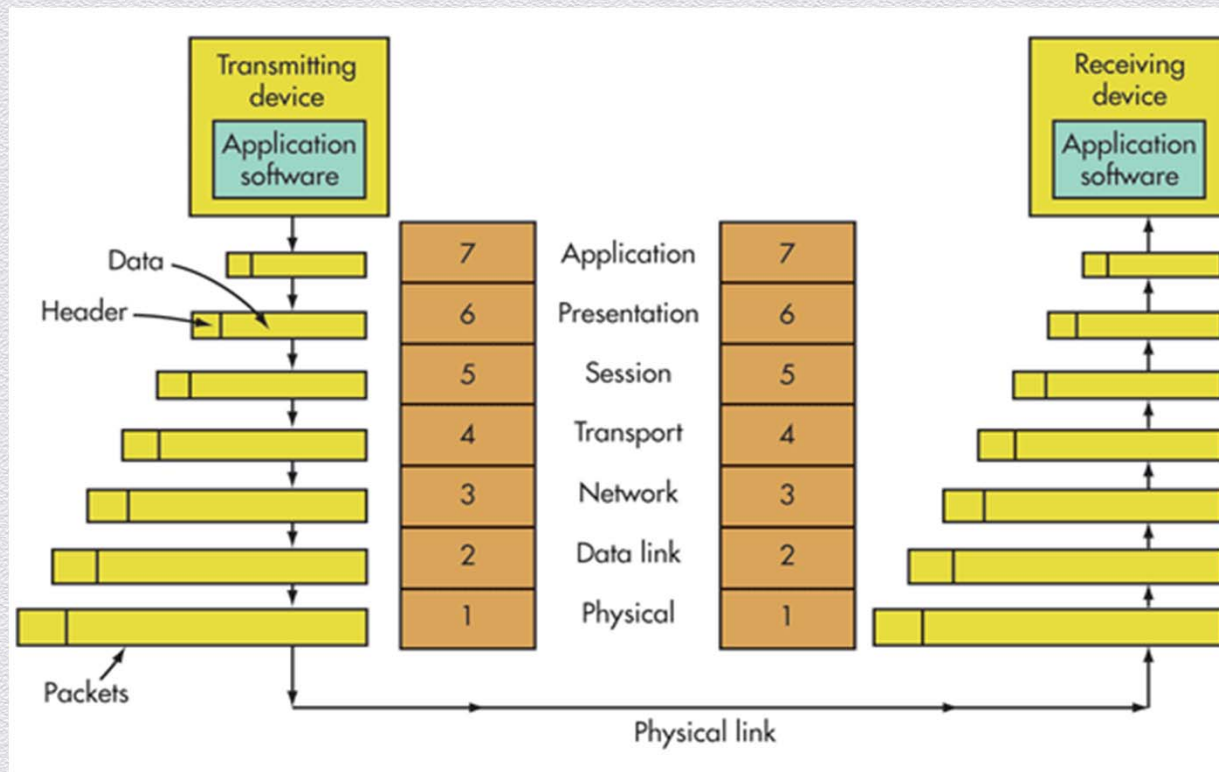 Transmitting
device
Application
software
Receiving
device
Application
software
Data
Header
Packets
7 Application 7
6 Presentation 6
5 Session 5
4 Transport 4
3 Network 3
2 Data link 2
1 Physical 1
Physical link